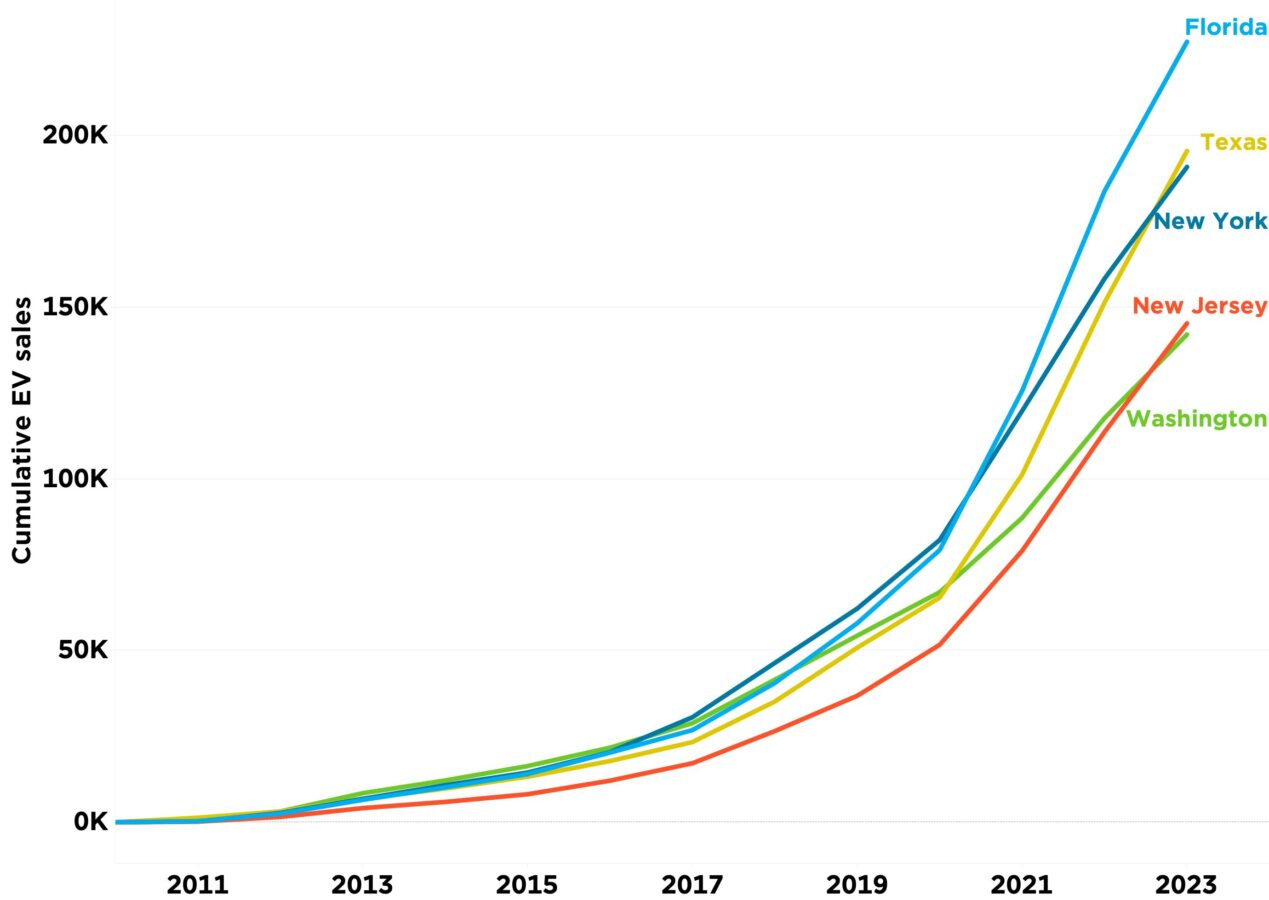 Florida
200K
Texas
New York
150K
New Jersey
Washington
Cumulative EV sales
100K
50K
0K
2011 2013 2015 2017 2019 2021 2023